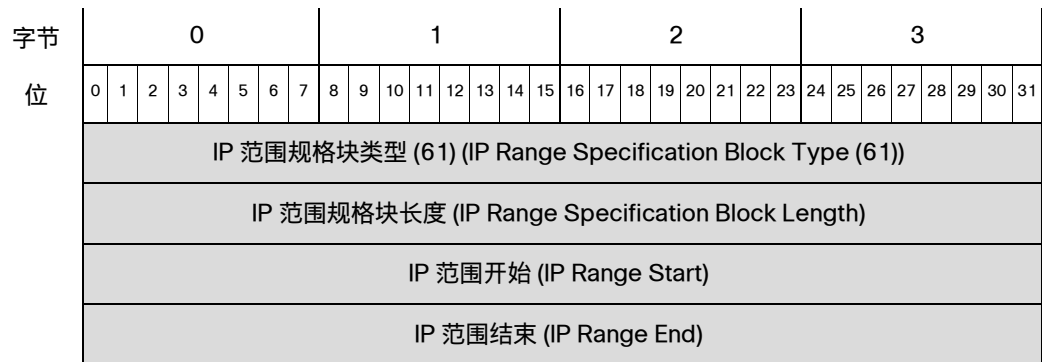 字节 0 1 2 3
位 0 1 2 3 4 5 6 7 8 9 10 11 12 13 14 15 16 17 18 19 20 21 22 23 24 25 26 27 28 29 30 31
IP 范围规格块类型 (61) (IP Range Specification Block Type (61))
IP 范围规格块长度 (IP Range Specification Block Length)
IP 范围开始 (IP Range Start)
IP 范围结束 (IP Range End)